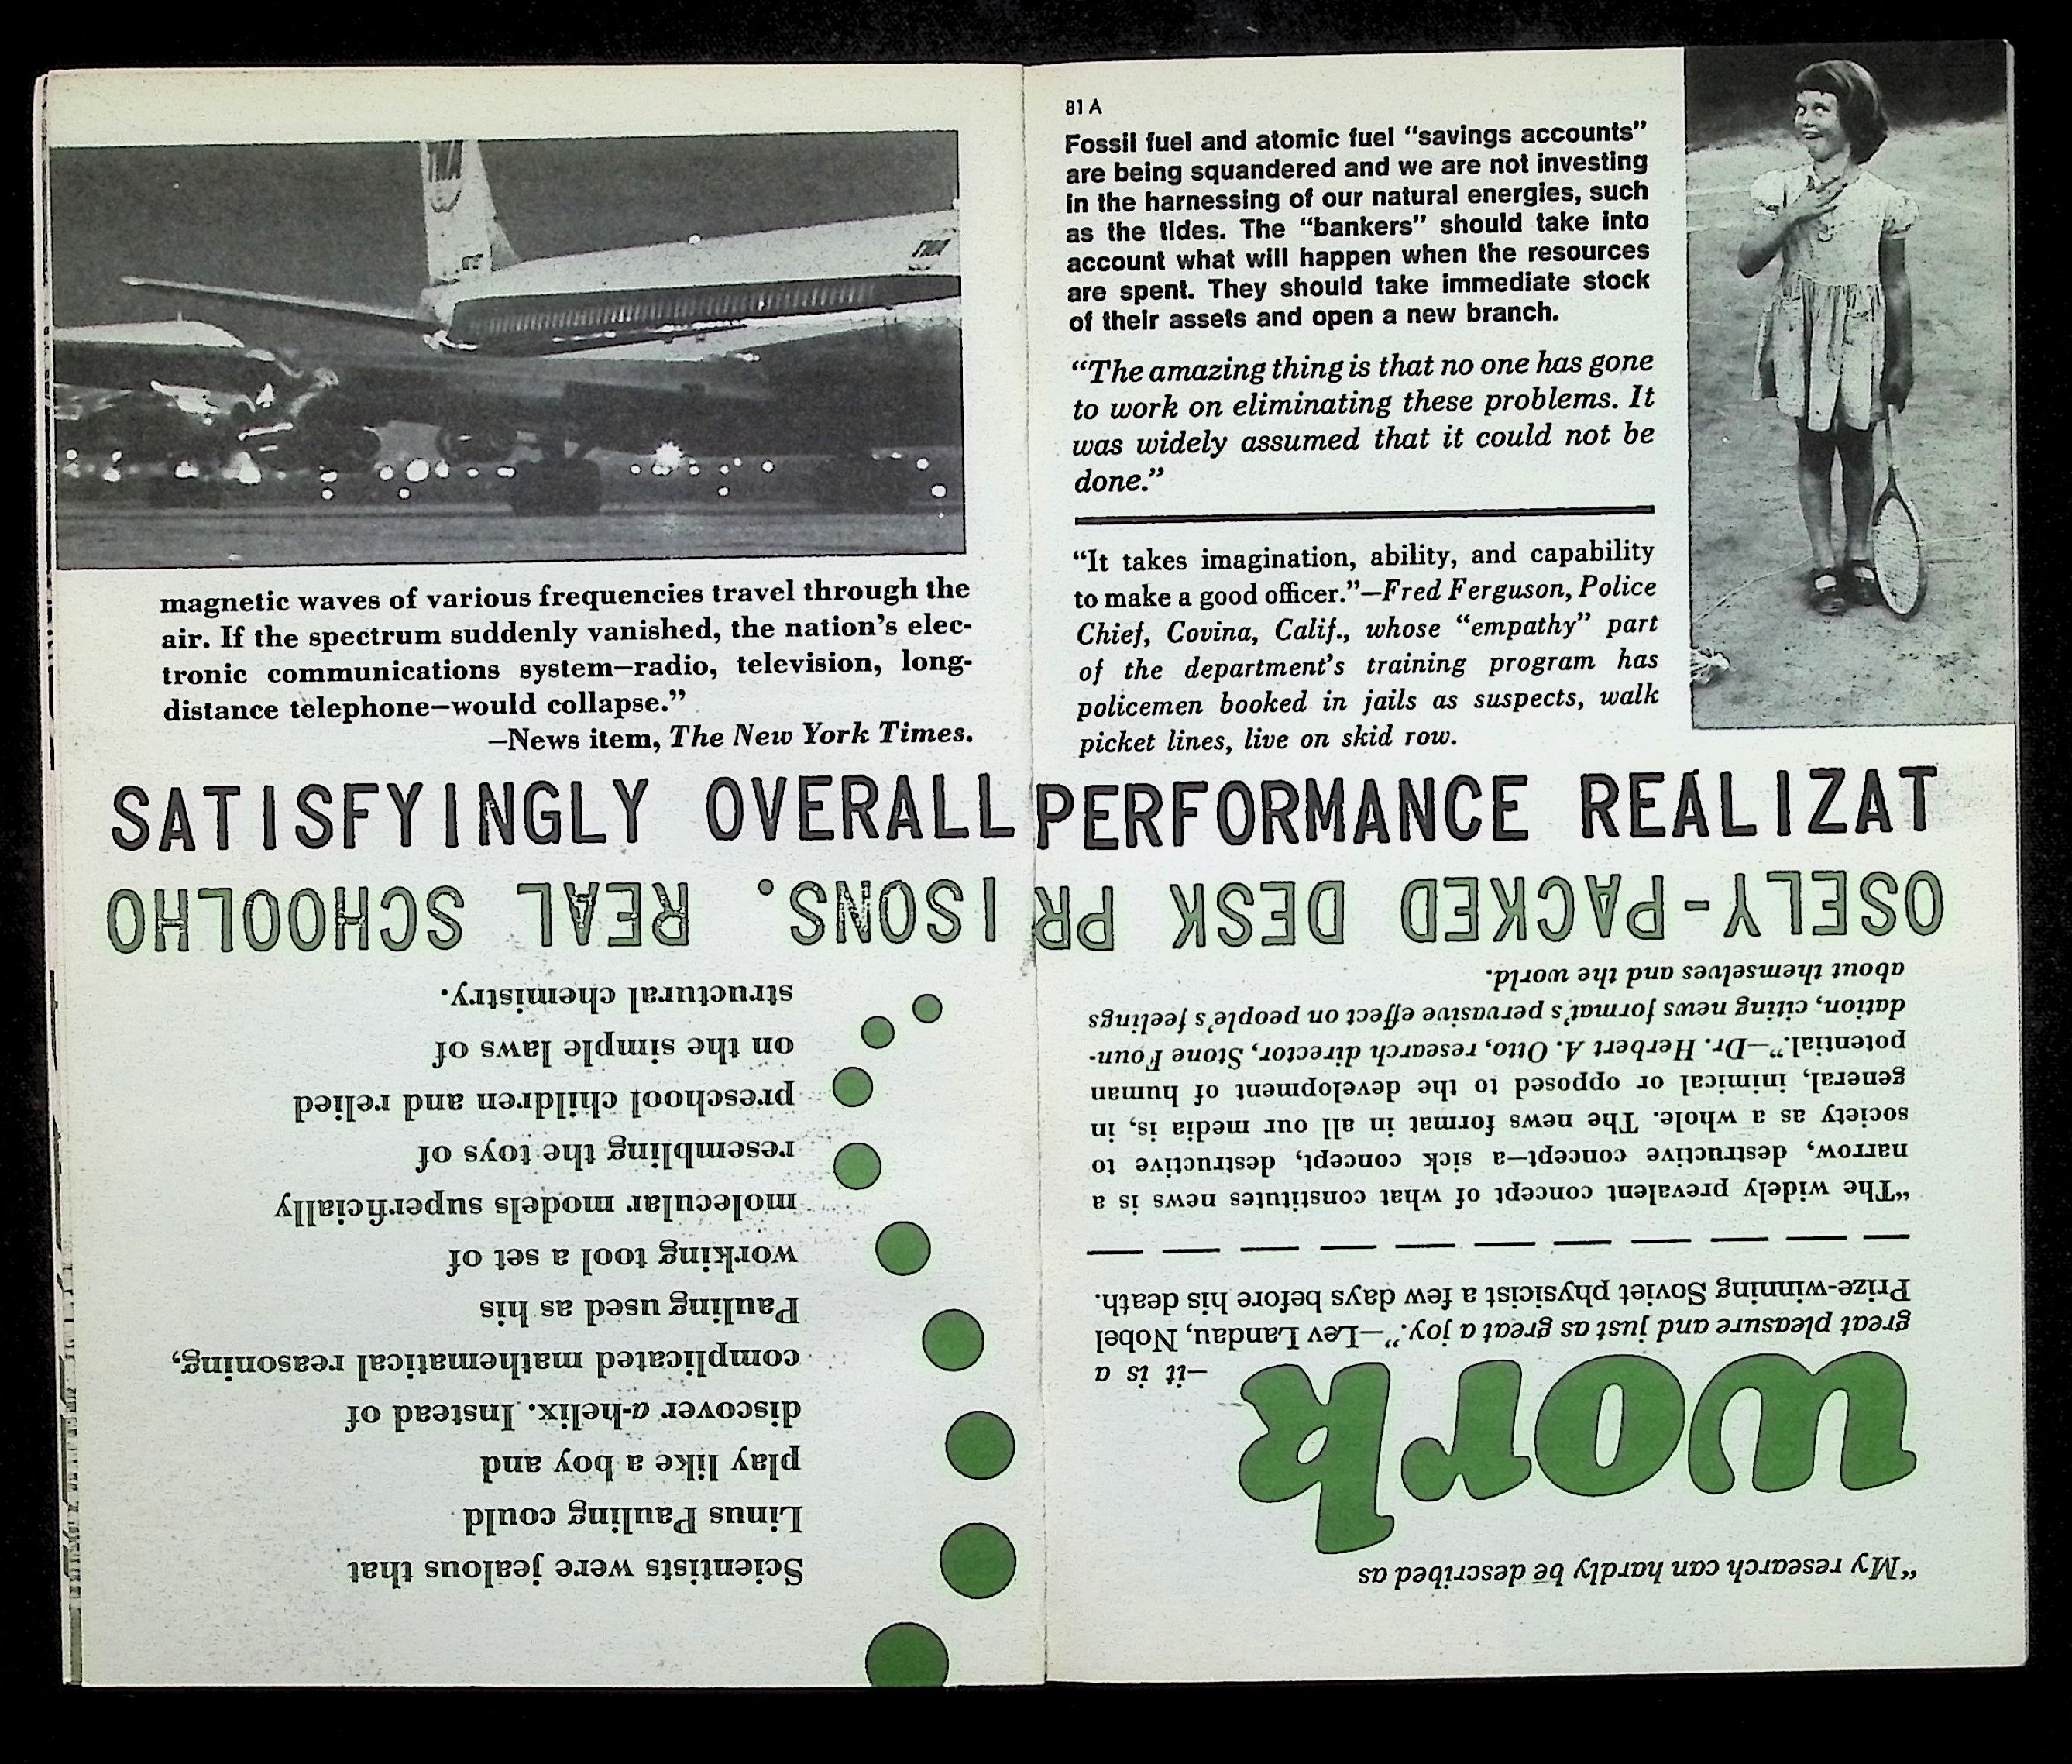 magnetic waves of various frequencies travel through the
air. If the spectrum suddenly vanished, the nation's elec-
tronic communications system—radio, television, long-
distance telephone—would collapse."
—News item, The New York Times.
81 A
Fossil fuel and atomic fuel "savings accounts"
are being squandered and we are not investing
in the harnessing of our natural energies, such
as the tides. The "bankers" should take into
account what will happen when the resources
are spent. They should take immediate stock
of their assets and open a new branch.
"The amazing thing is that no one has gone
to work on eliminating these problems. It
was widely assumed that it could not be
done."
"It takes imagination, ability, and capability
to make a good officer."—Fred Ferguson, Police
Chief, Covina, Calif., whose "empathy" part
of the department's training program has
policemen booked in jails as suspects, walk
picket lines, live on skid row.
SATISFYINGLY OVERALL PERFORMANCE REALIZAT
OSELY-PACKED DESK PRISONS. REAL SCHOOLHO
"My research can hardly be described as
work
—it is a
great pleasure and just as great a joy."—Lev Landau, Nobel
Prize-winning Soviet physicist a few days before his death.
"The widely prevalent concept of what constitutes news is a
narrow, destructive concept—a sick concept, destructive to
society as a whole. The news format in all our media is, in
general, inimical or opposed to the development of human
potential."—Dr. Herbert A. Otto, research director, Stone Foun-
dation, citing news format's pervasive effect on people's feelings
about themselves and the world.
Scientists were jealous that
Linus Pauling could
play like a boy and
discover a-helix. Instead of
complicated mathematical reasoning,
Pauling used as his
working tool a set of
molecular models superficially
resembling the toys of
preschool children and relied
on the simple laws of
structural chemistry.